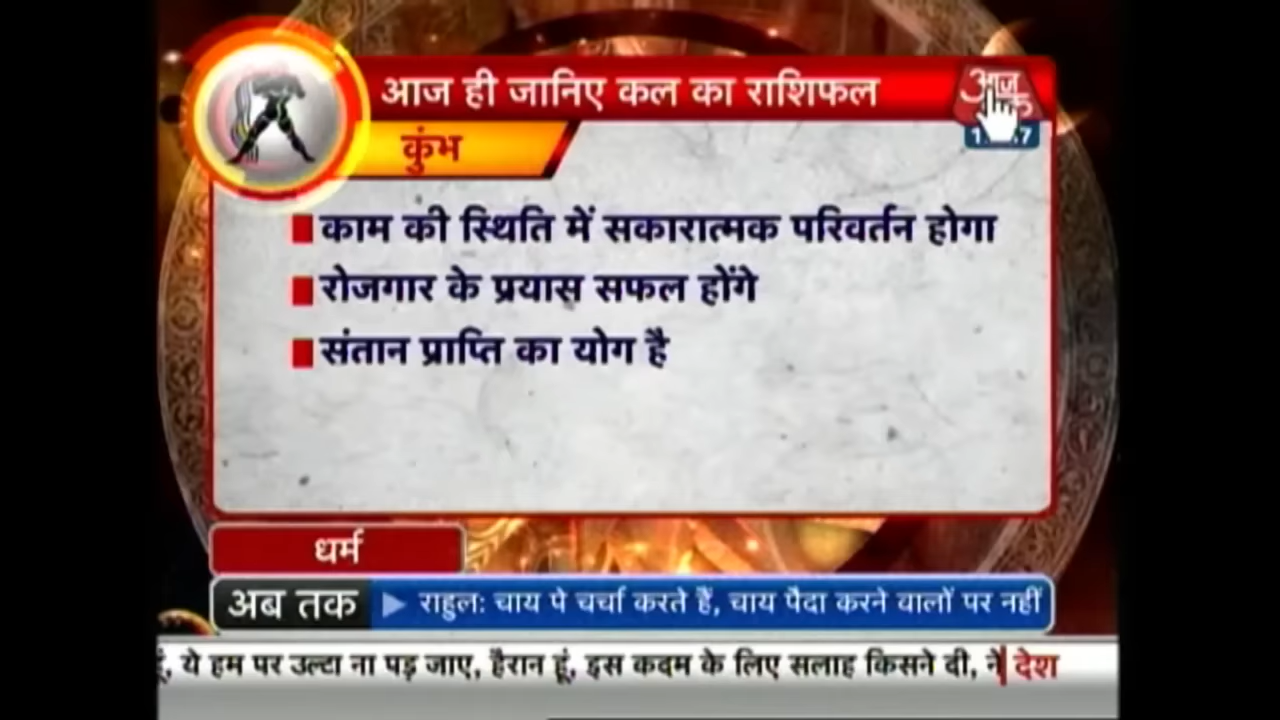 आज ही जानिए कल का राशिफल
आज
कुंभ
काम की स्थिति में सकारात्मक परिवर्तन होगा
रोजगार के प्रयास सफल होंगे
संतान प्राप्ति का योग है
धर्म
अब तक
राहुल: चाय पे चर्चा करते हैं, चाय पैदा करने वालों पर नहीं
ये हम पर उल्टा ना पड़ जाए, हैरान हूं, इस कदम के लिए सलाह किसने दी, देश